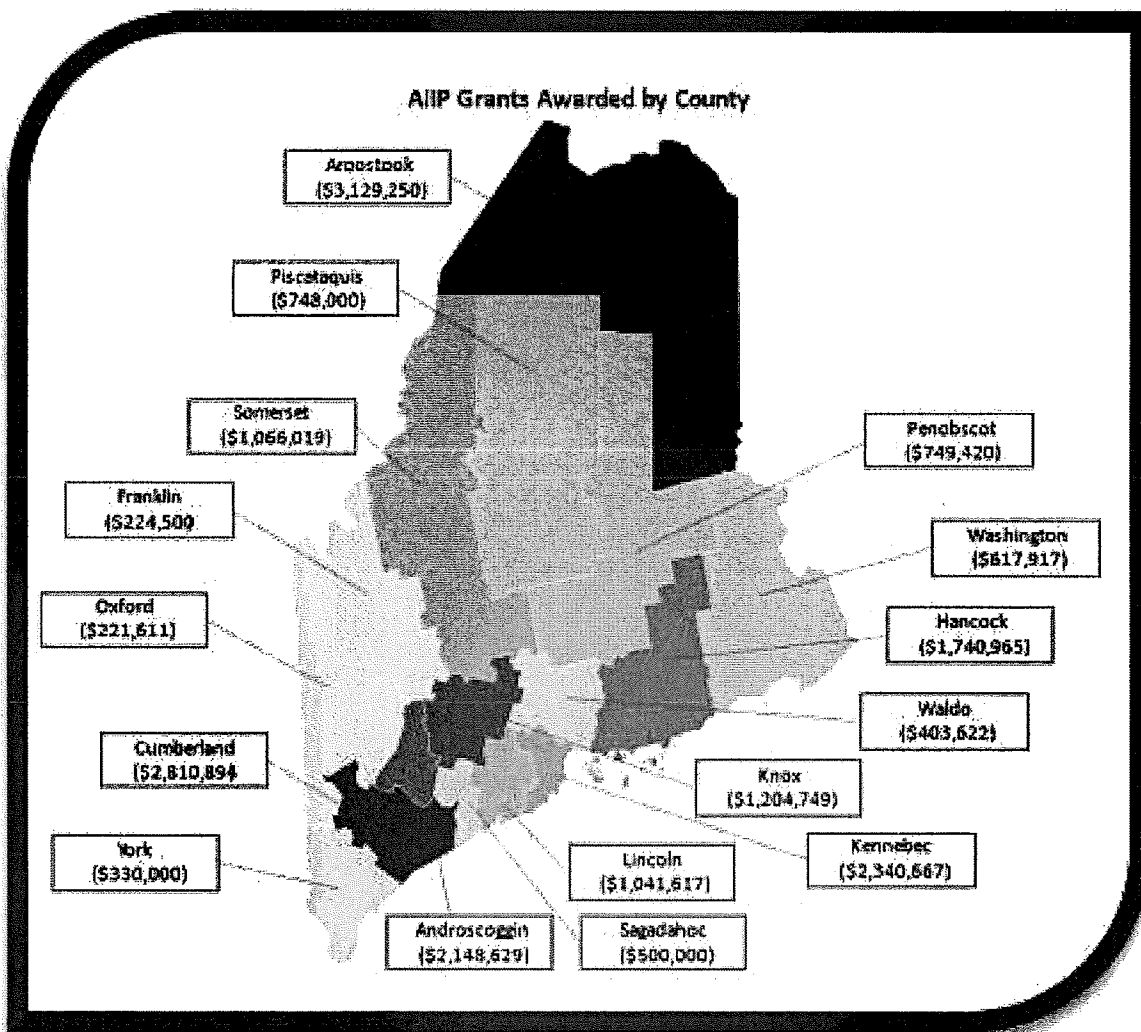 AIIP Grants Awarded by County
Aroostook
($3,129,250)
Piscataquis
($748,000)
Somerset
($1,066,019)
Penobscot
($749,420)
Franklin
($224,500
Washington
($617,917)
Oxford
($221,611)
Hancock
($1,740,965)
Waldo
($403,622)
Cumberland
($2,810,894
Knox
($1,204,749)
York
($330,000)
Lincoln
($1,041,617)
Kennebec
($2,340,667)
Androscoggin
($2,148,629)
Sagadahoc
($500,000)